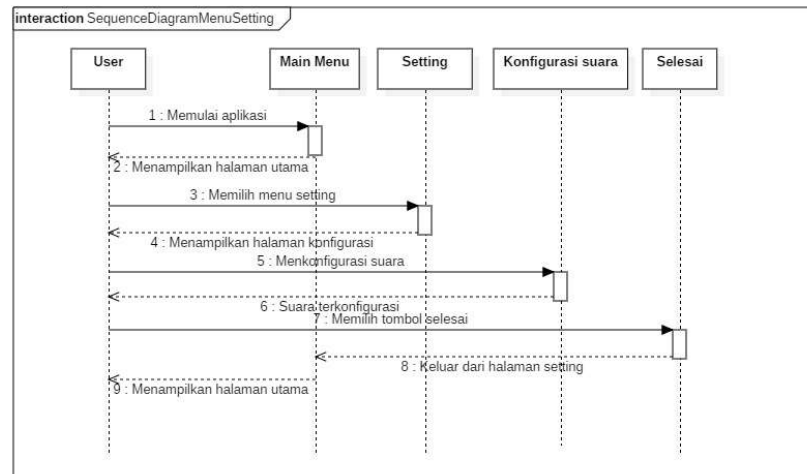 interaction SequenceDiagramMenuSetting
User
Main Menu
Setting
Konfigurasi suara
Selesai
1 : Memulai aplikasi
2 : Menampilkan halaman utama
3 : Memilih menu setting
4 : Menampilkan halaman konfigurasi
5 : Menkonfigurasi suara
6 : Suara terkonfigurasi
7 : Memilih tombol selesai
8 : Keluar dari halaman setting
9 : Menampilkan halaman utama